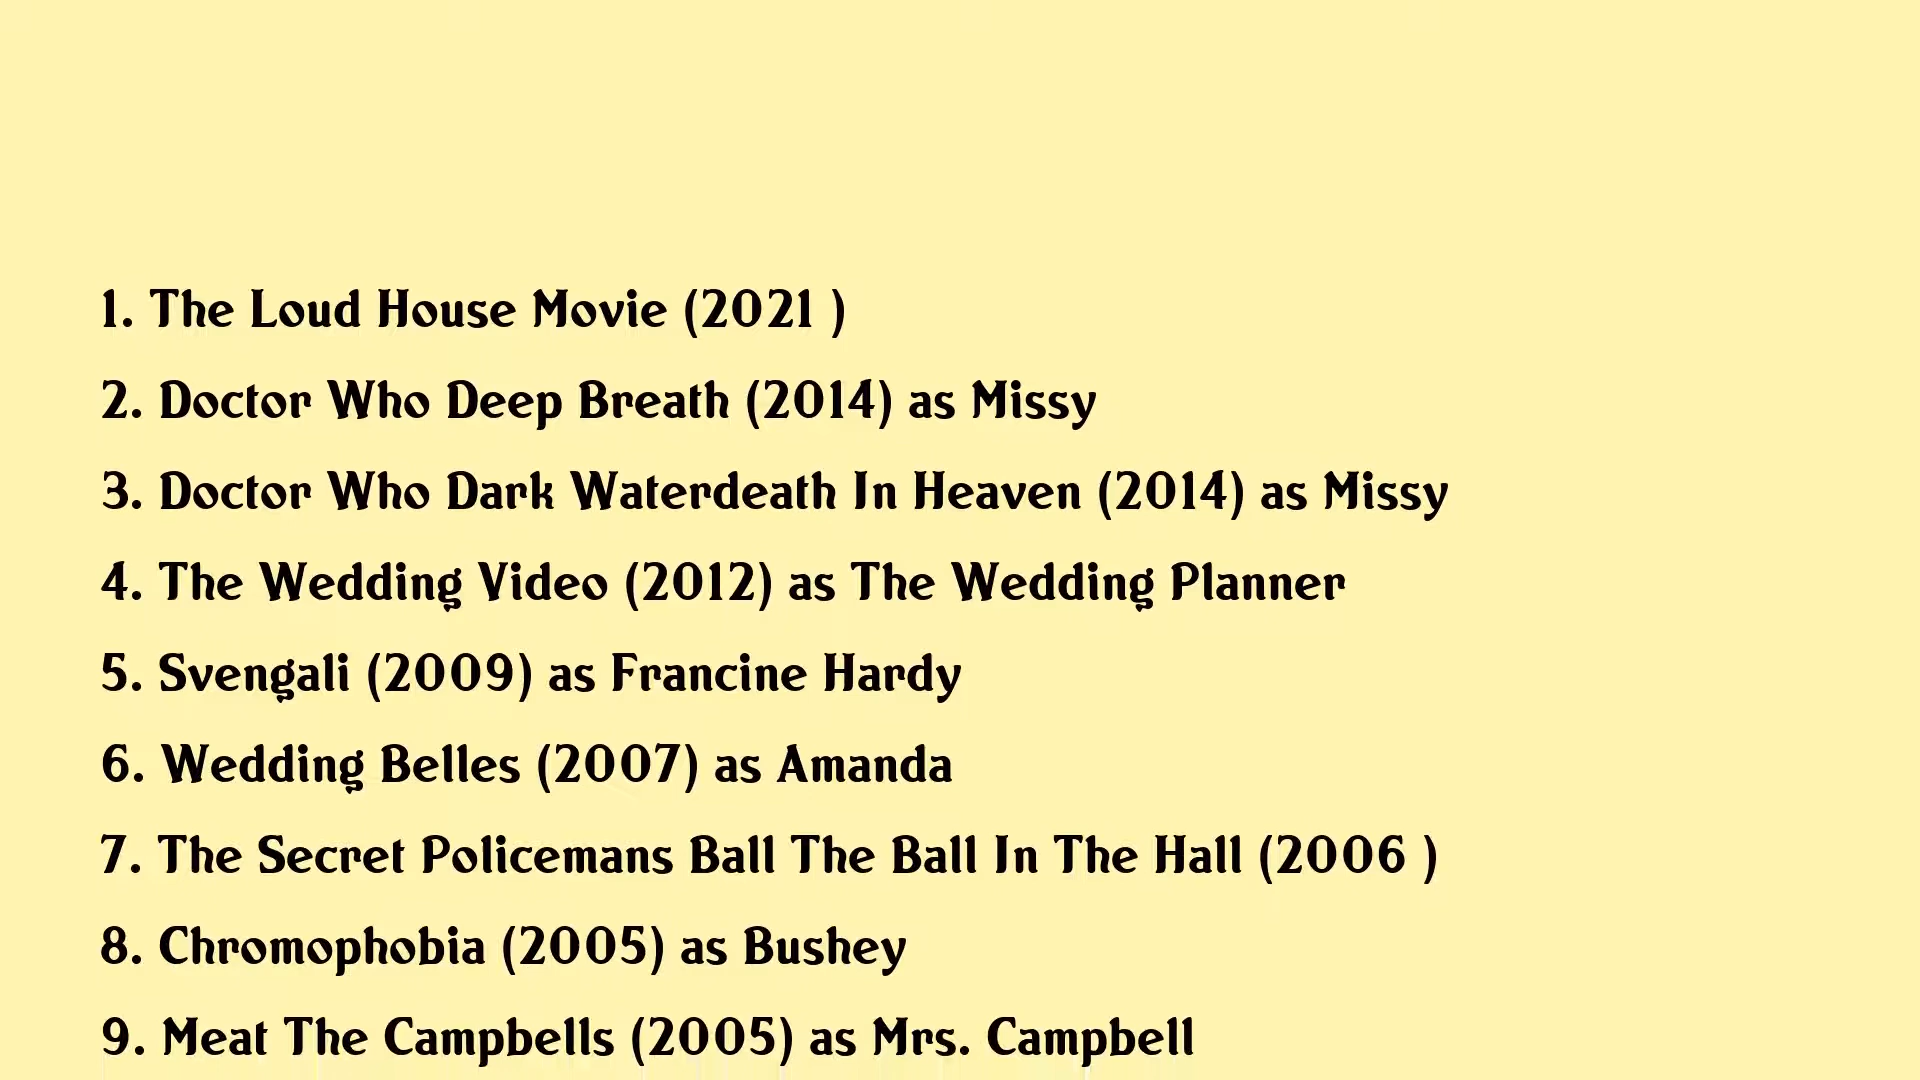 1. The Loud House Movie (2021 )
2. Doctor Who Deep Breath (2014) as Missy
3. Doctor Who Dark Waterdeath In Heaven (2014) as Missy
4. The Wedding Video (2012) as The Wedding Planner
5. Svengali (2009) as Francine Hardy
6. Wedding Belles (2007) as Amanda
7. The Secret Policemans Ball The Ball In The Hall (2006 )
8. Chromophobia (2005) as Bushey
9. Meat The Campbells (2005) as Mrs. Campbell